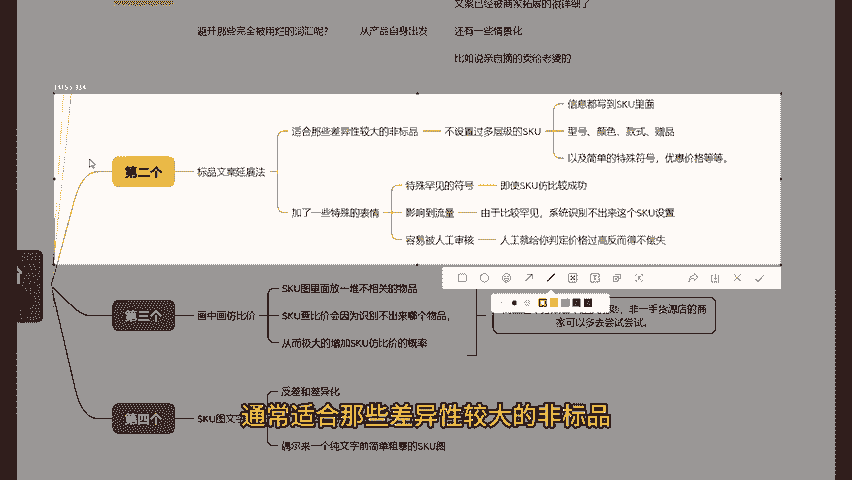 避开那些完全被用烂的词汇呢？
从产品自身出发
文案已经被商家拓展的很详细了
还有一些情景化
比如说亲自摘的卖给老婆的
第二个
标品文案延展法
适合那些差异性较大的非标品
不设置过多层级的SKU
信息都写到SKU里面
型号、颜色、款式、赠品
以及简单的特殊符号，优惠价格等等。
加了一些特殊的表情
特殊罕见的符号
即使SKU仿比较成功
影响到流量
由于比较罕见，系统识别不出来这个SKU设置
容易被人工审核
人工就给你判定价格过高反而得不偿失
价
第三个
画中画仿比价
SKU图里面放一堆不相关的物品
SKU查比价会因为识别不出来哪个物品，
从而极大的增加SKU仿比价的概率
非一手货源店的商
家可以多去尝试尝试。
第四个
SKU图文字
反差和差异化
偶尔来一个纯文字前简单粗暴的SKU图
通常适合那些差异性较大的非标品